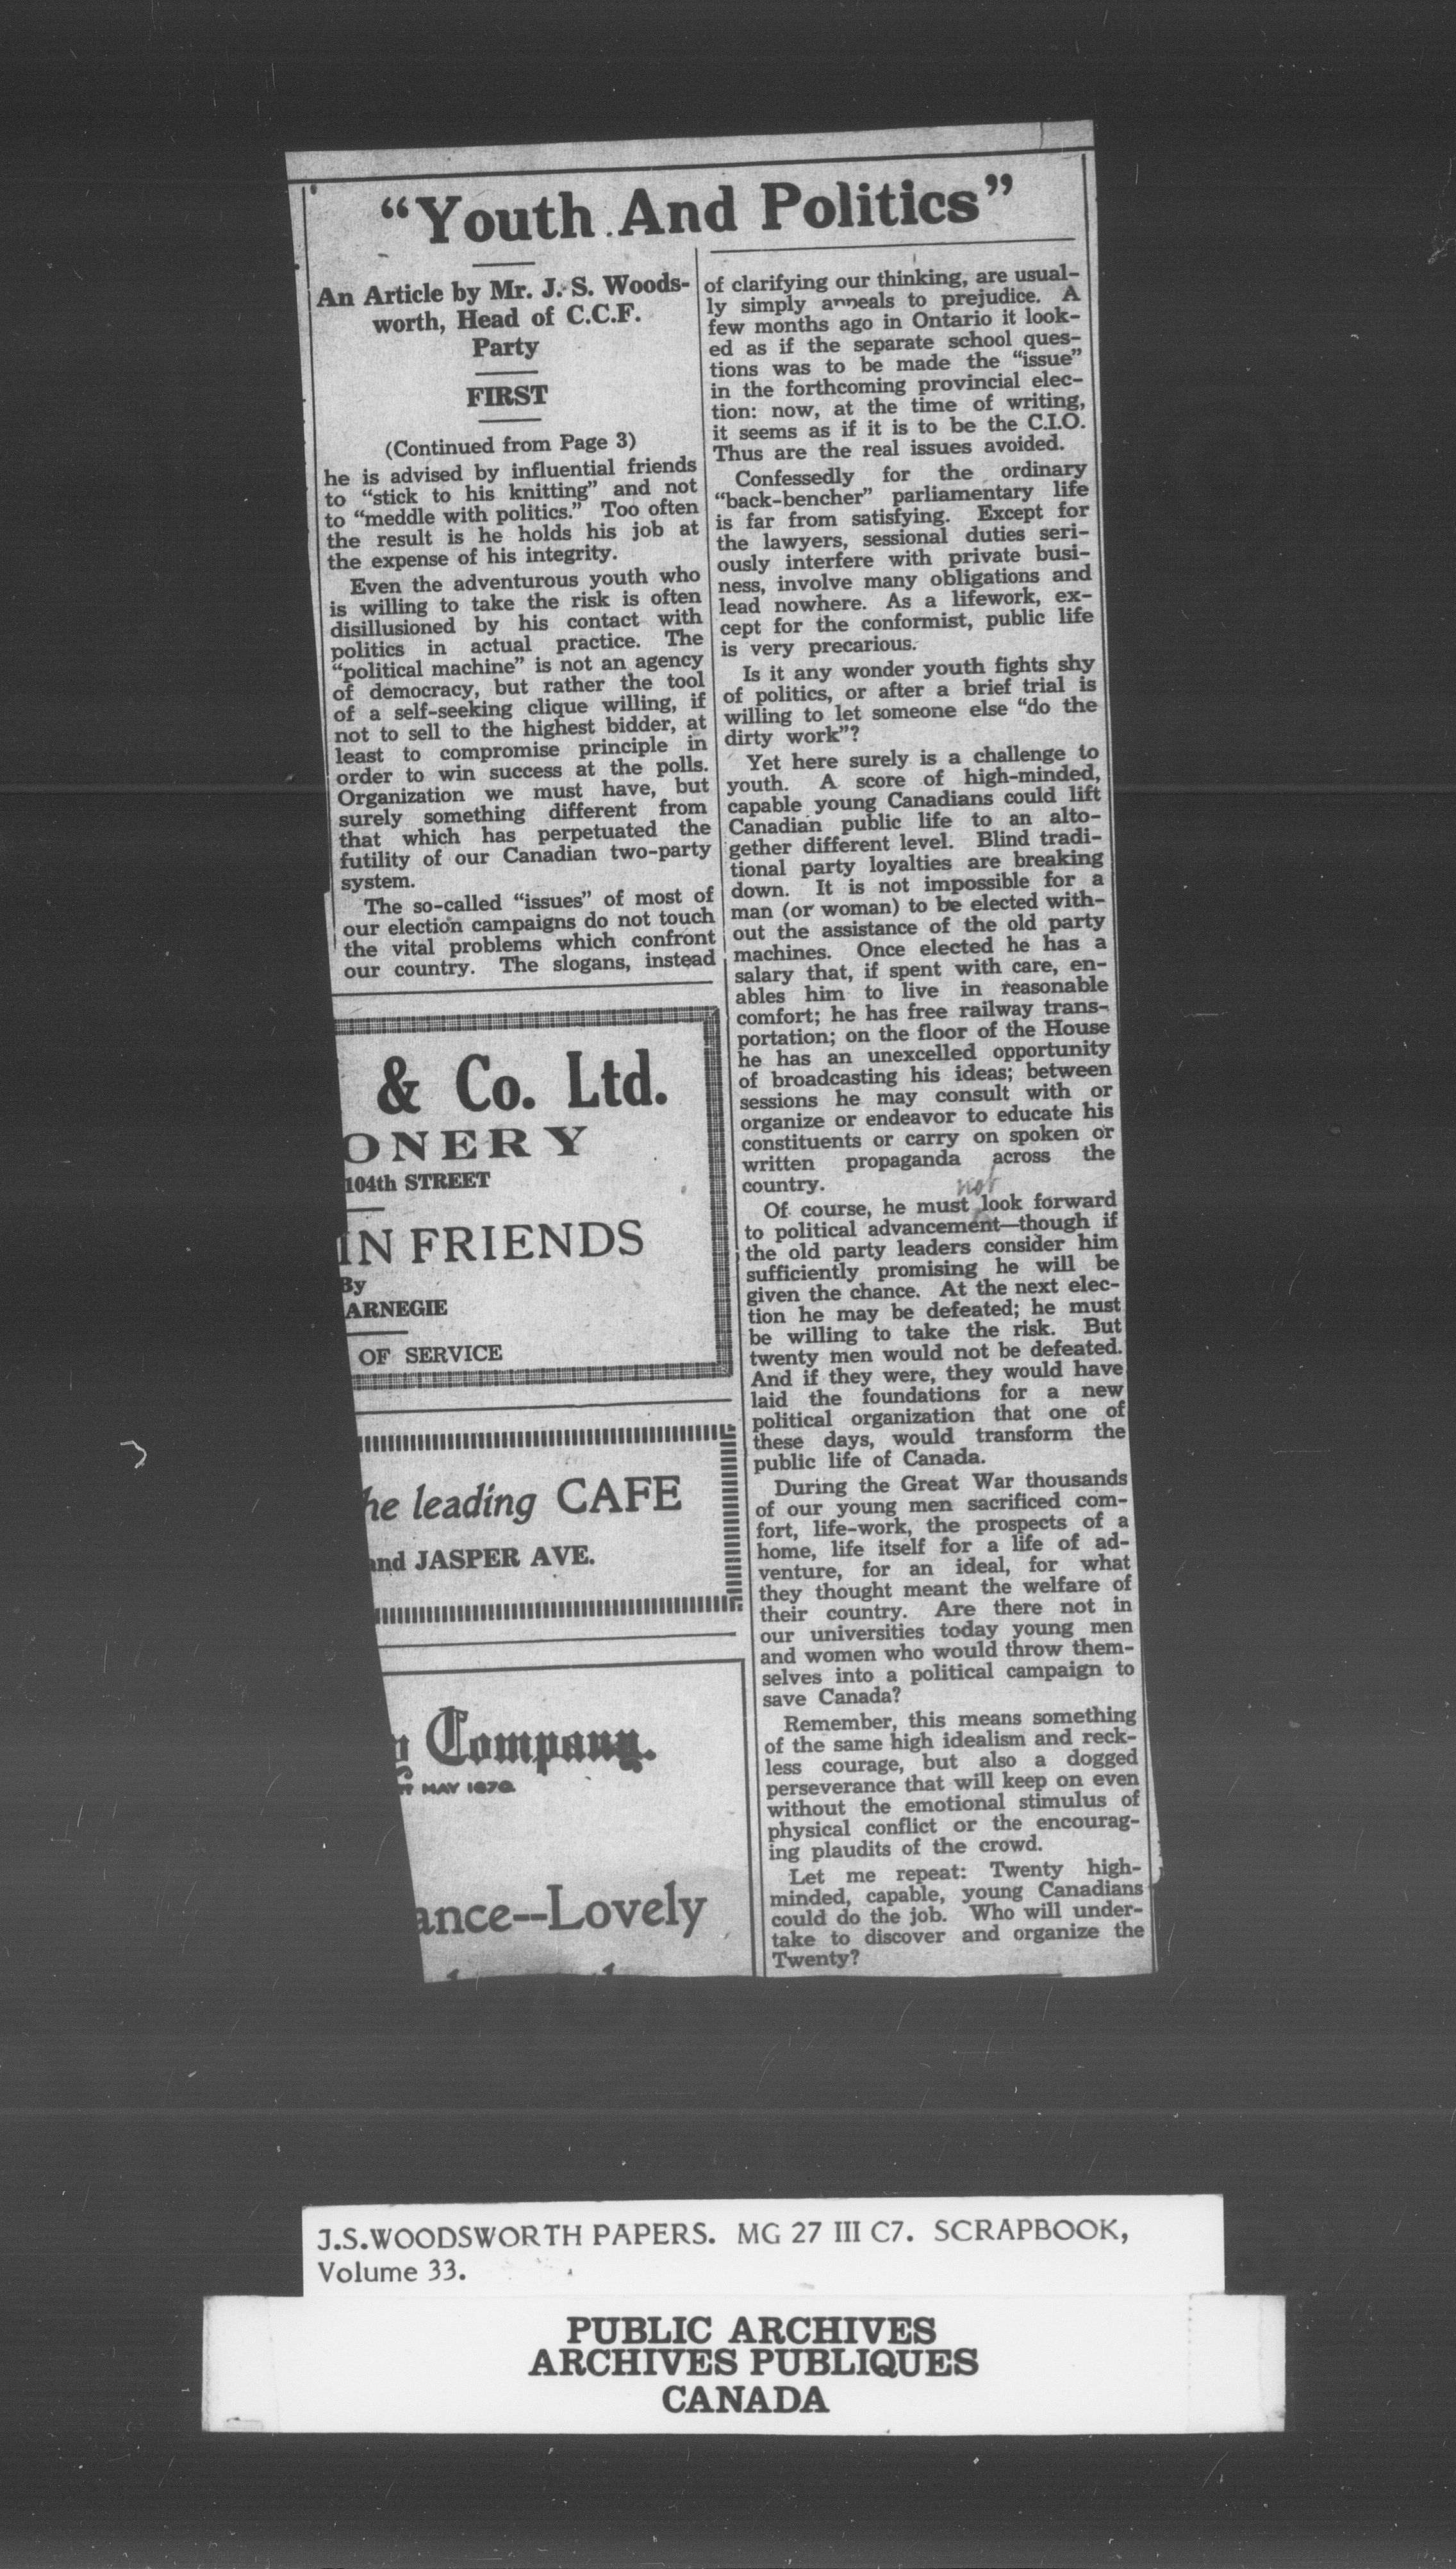 “Youth And Politics”
An Article by Mr. J. S. Woods-
worth, Head of C.C.F.
Party
FIRST
(Continued from Page 3)
he is advised by influential friends
to “stick to his knitting” and not
to “meddle with politics.” Too often
the result is he holds his job at
the expense of his integrity.
Even the adventurous youth who
is willing to take the risk is often
disillusioned by his contact with
politics in actual practice. The
“political machine” is not an agency
of democracy, but rather the tool
of a self-seeking clique willing, if
not to sell to the highest bidder, at
least to compromise principle in
order to win success at the polls.
Organization we must have, but
surely something different from
that which has perpetuated the
futility of our Canadian two-party
system.
The so-called “issues” of most of
our election campaigns do not touch
the vital problems which confront
our country. The slogans, instead
of clarifying our thinking, are usual-
ly simply appeals to prejudice. A
few months ago in Ontario it look-
ed as if the separate school ques-
tions was to be made the “issue”
in the forthcoming provincial elec-
tion: now, at the time of writing,
it seems as if it is to be the C.I.O.
Thus are the real issues avoided.
Confessedly for the ordinary
“back-bencher” parliamentary life
is far from satisfying. Except for
the lawyers, sessional duties seri-
ously interfere with private busi-
ness, involve many obligations and
lead nowhere. As a lifework, ex-
cept for the conformist, public life
is very precarious.
Is it any wonder youth fights shy
of politics, or after a brief trial is
willing to let someone else “do the
dirty work”?
Yet here surely is a challenge to
youth. A score of high-minded,
capable young Canadians could lift
Canadian public life to an alto-
gether different level. Blind tradi-
tional party loyalties are breaking
down. It is not impossible for a
man (or woman) to be elected with-
out the assistance of the old party
machines. Once elected he has a
salary that, if spent with care, en-
ables him to live in reasonable
comfort; he has free railway trans-
portation; on the floor of the House
he has an unexcelled opportunity
of broadcasting his ideas; between
sessions he may consult with or
organize or endeavor to educate his
constituents or carry on spoken or
written propaganda across the
country.
not
Of course, he must look forward
to political advancement—though if
the old party leaders consider him
sufficiently promising he will be
given the chance. At the next elec-
tion he may be defeated; he must
be willing to take the risk. But
twenty men would not be defeated.
And if they were, they would have
laid the foundations for a new
political organization that one of
these days, would transform the
public life of Canada.
During the Great War thousands
of our young men sacrificed com-
fort, life-work, the prospects of a
home, life itself for a life of ad-
venture, for an ideal, for what
they thought meant the welfare of
their country. Are there not in
our universities today young men
and women who would throw them-
selves into a political campaign to
save Canada?
Remember, this means something
of the same high idealism and reck-
less courage, but also a dogged
perseverance that will keep on even
without the emotional stimulus of
physical conflict or the encourag-
ing plaudits of the crowd.
Let me repeat: Twenty high-
minded, capable, young Canadians
could do the job. Who will under-
take to discover and organize the
Twenty?
& Co. Ltd.
ONERY
104th STREET
IN FRIENDS
By
ARNEGIE
OF SERVICE
he leading CAFE
and JASPER AVE.
y Company.
MAY 1670.
ance--Lovely
J.S.WOODSWORTH PAPERS. MG 27 III C7. SCRAPBOOK,
Volume 33.
PUBLIC ARCHIVES
ARCHIVES PUBLIQUES
CANADA